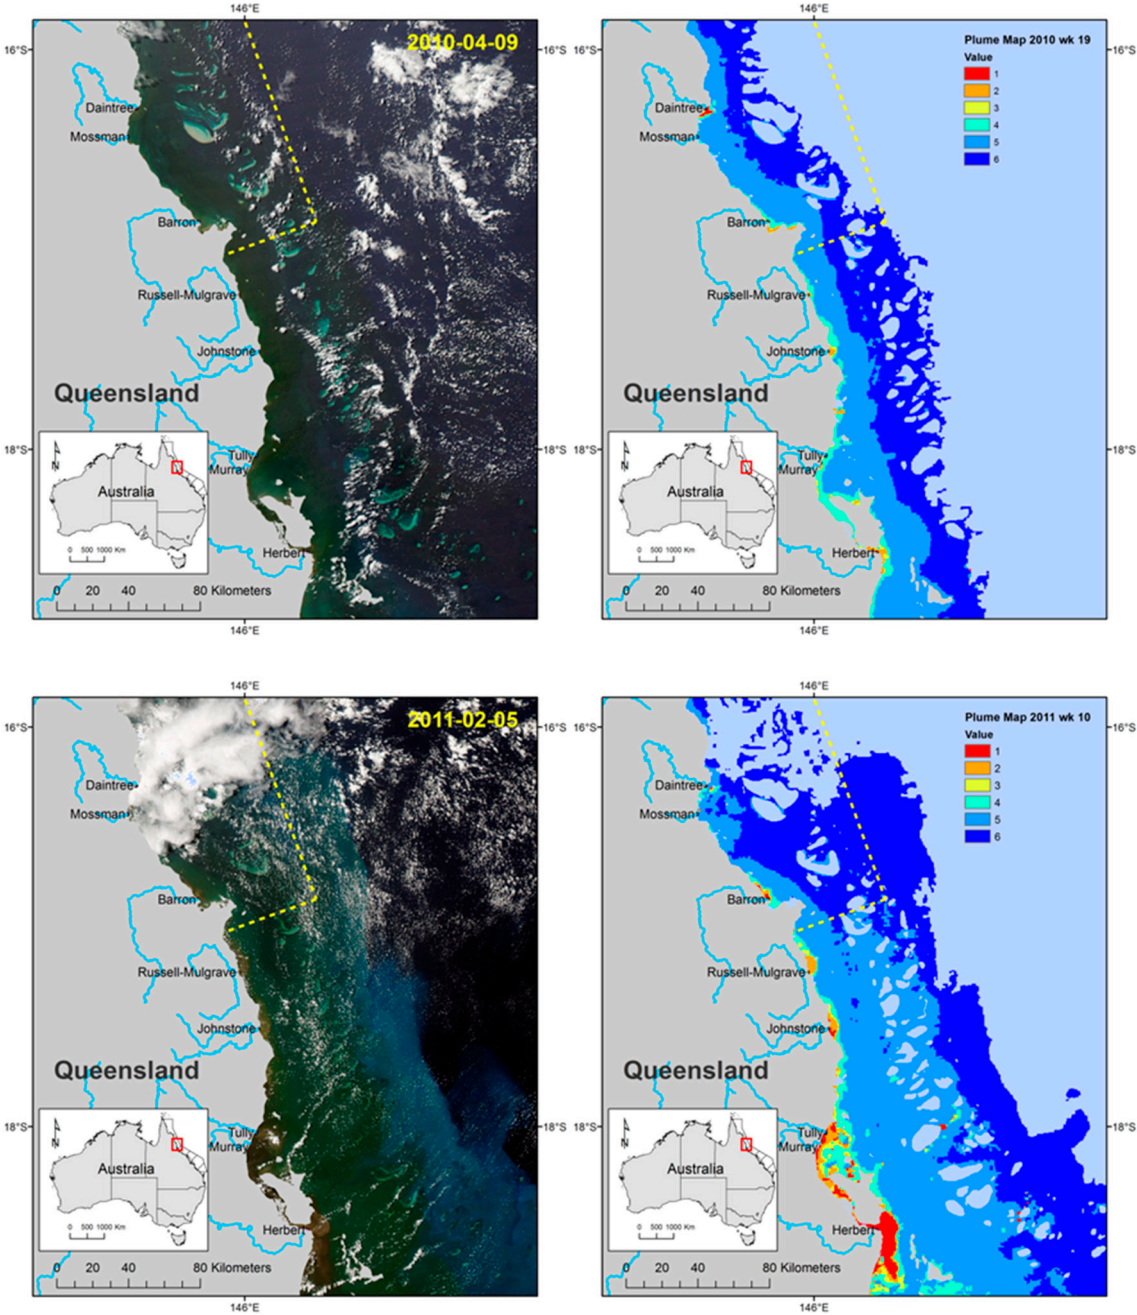 146°E
146°E
16°S
16°S
2010-04-09
Plume Map 2010 wk 19
Value
1
2
3
4
5
6
Daintree
Mossman
Barron
Russell-Mulgrave
Johnstone
Queensland
18°S
Tully
Murray
N
Australia
0 500 1000 Km
Herbert
0 20 40 80 Kilometers
146°E
Daintree
Mossman
Barron
Russell-Mulgrave
Johnstone
Queensland
18°S
Tully
Murray
N
Australia
0 500 1000 Km
Herbert
0 20 40 80 Kilometers
146°E
146°E
146°E
16°S
16°S
2011-02-05
Plume Map 2011 wk 10
Value
1
2
3
4
5
6
Daintree
Mossman
Barron
Russell-Mulgrave
Johnstone
Queensland
18°S
Tully
Murray
N
Australia
0 500 1000 Km
Herbert
0 20 40 80 Kilometers
146°E
Daintree
Mossman
Barron
Russell-Mulgrave
Johnstone
Queensland
18°S
Tully
Murray
N
Australia
0 500 1000 Km
Herbert
0 20 40 80 Kilometers
146°E